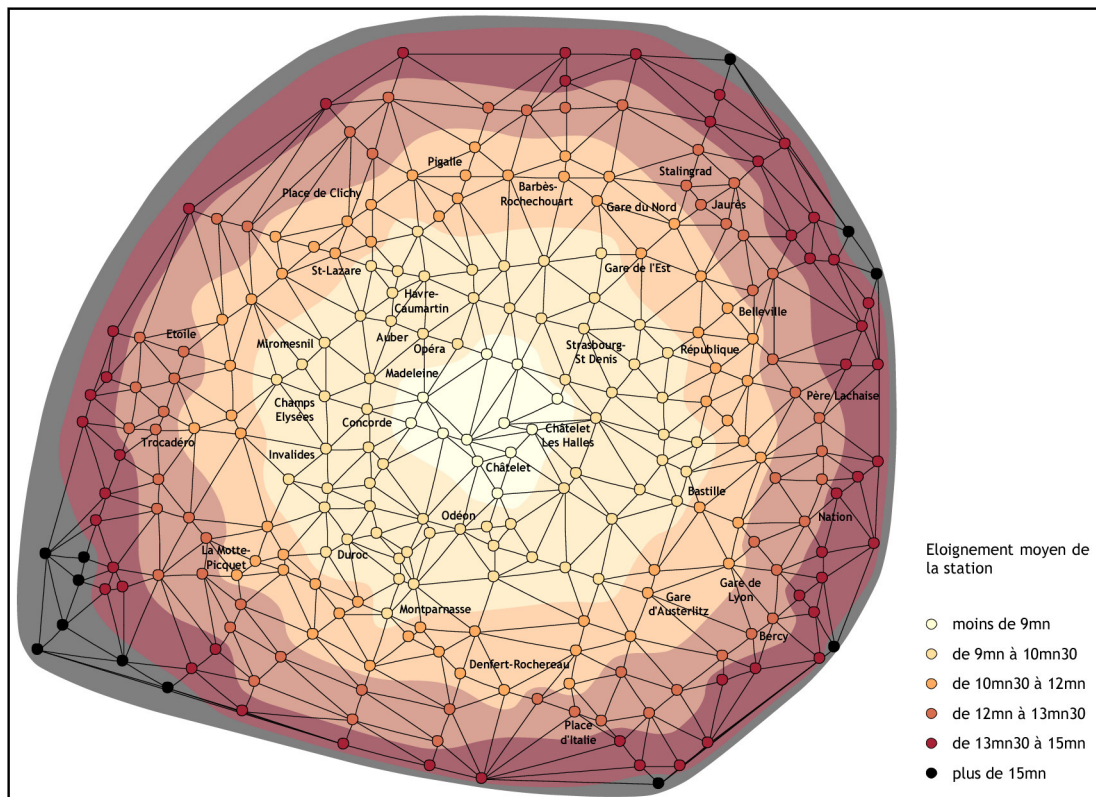 Pigalle
Stalingrad
Place de Clichy
Barbès-
Rochechouart
Gare du Nord
Jaurès
St-Lazare
Gare de l'Est
Havre-
Caumartin
Belleville
Etoile
Miromesnil
Auber
Opéra
Strasbourg-
St Denis
République
Madeleine
Champs
Elysées
Père Lachaise
Concorde
Châtelet
Les Halles
Trocadéro
Invalides
Châtelet
Bastille
Odéon
Nation
La Motte-
Picquet
Duroc
Gare de
Lyon
Gare
d'Austerlitz
Montparnasse
Bercy
Denfert-Rochereau
Place
d'Italie
Eloignement moyen de
la station
moins de 9mn
de 9mn à 10mn30
de 10mn30 à 12mn
de 12mn à 13mn30
de 13mn30 à 15mn
plus de 15mn